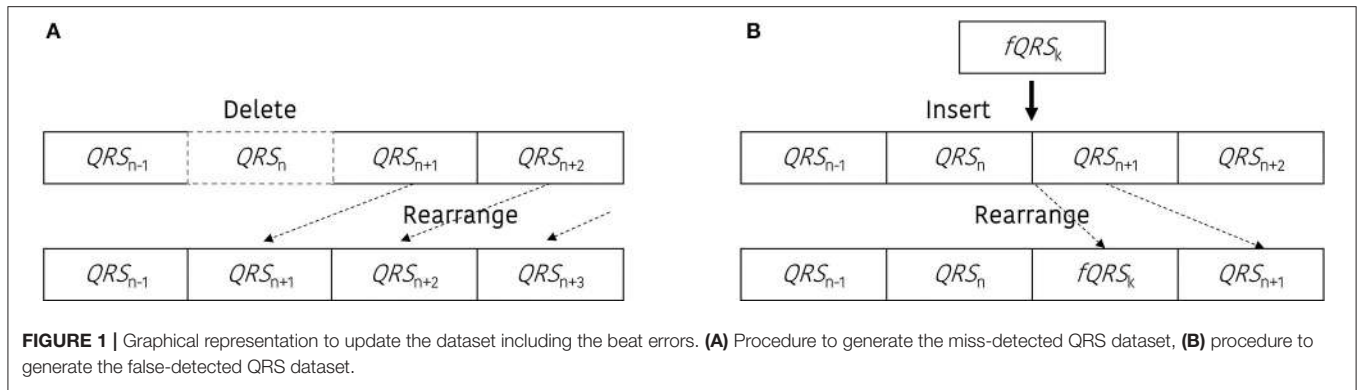 A
Delete
QRSn-1 QRSn QRSn+1 QRSn+2
Rearrange
QRSn-1 QRSn+1 QRSn+2 QRSn+3
B
fQRSk
Insert
QRSn-1 QRSn QRSn+1 QRSn+2
Rearrange
QRSn-1 QRSn fQRSk QRSn+1
FIGURE 1 | Graphical representation to update the dataset including the beat errors. (A) Procedure to generate the miss-detected QRS dataset, (B) procedure to
generate the false-detected QRS dataset.